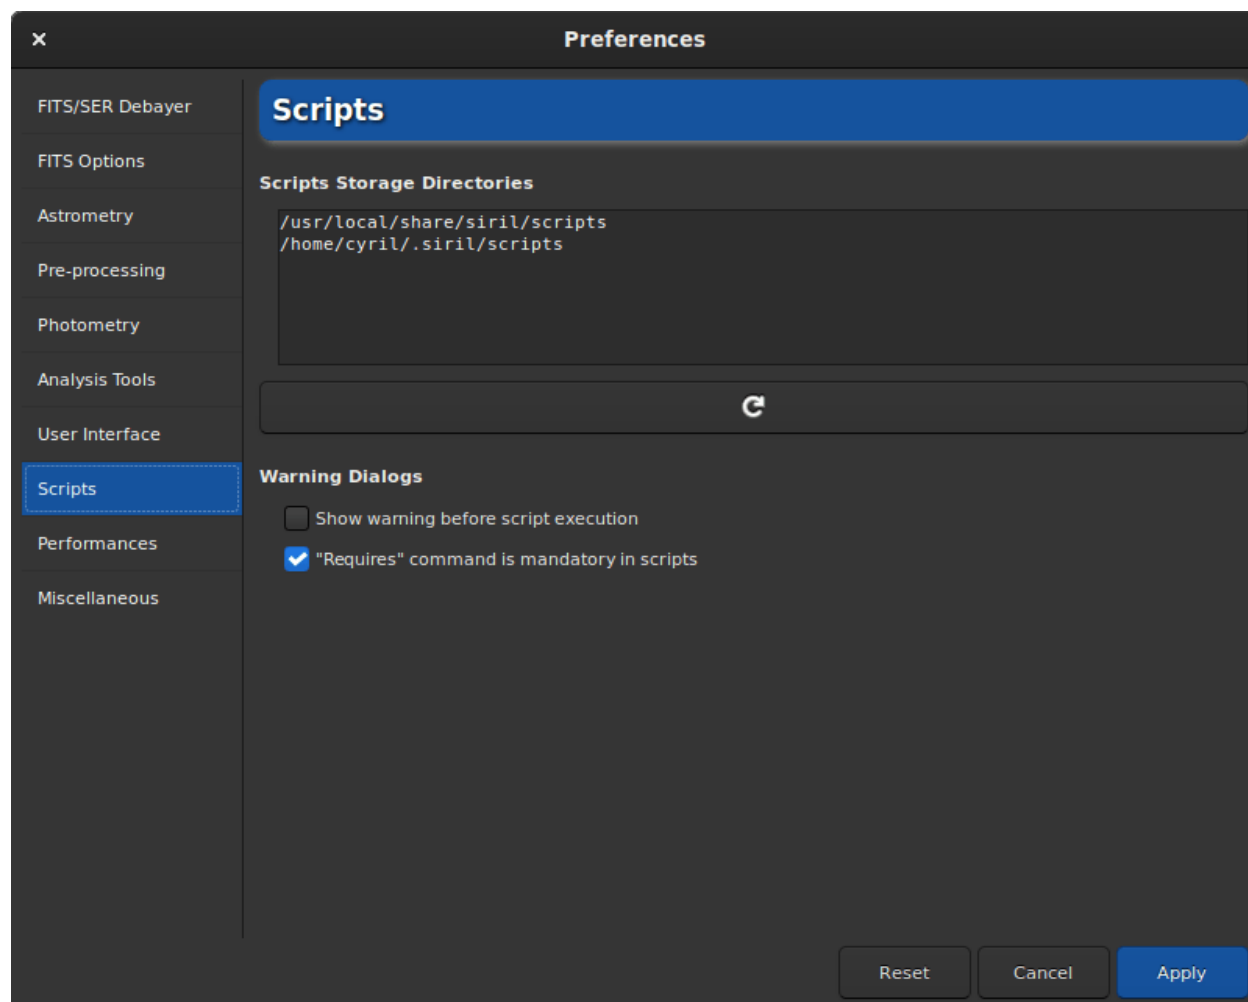 Preferences
FITS/SER Debayer
FITS Options
Astrometry
Pre-processing
Photometry
Analysis Tools
User Interface
Scripts
Performances
Miscellaneous
Scripts
Scripts Storage Directories
/usr/local/share/siril/scripts
/home/cyril/.siril/scripts
Warning Dialogs
Show warning before script execution
"Requires" command is mandatory in scripts
Reset
Cancel
Apply